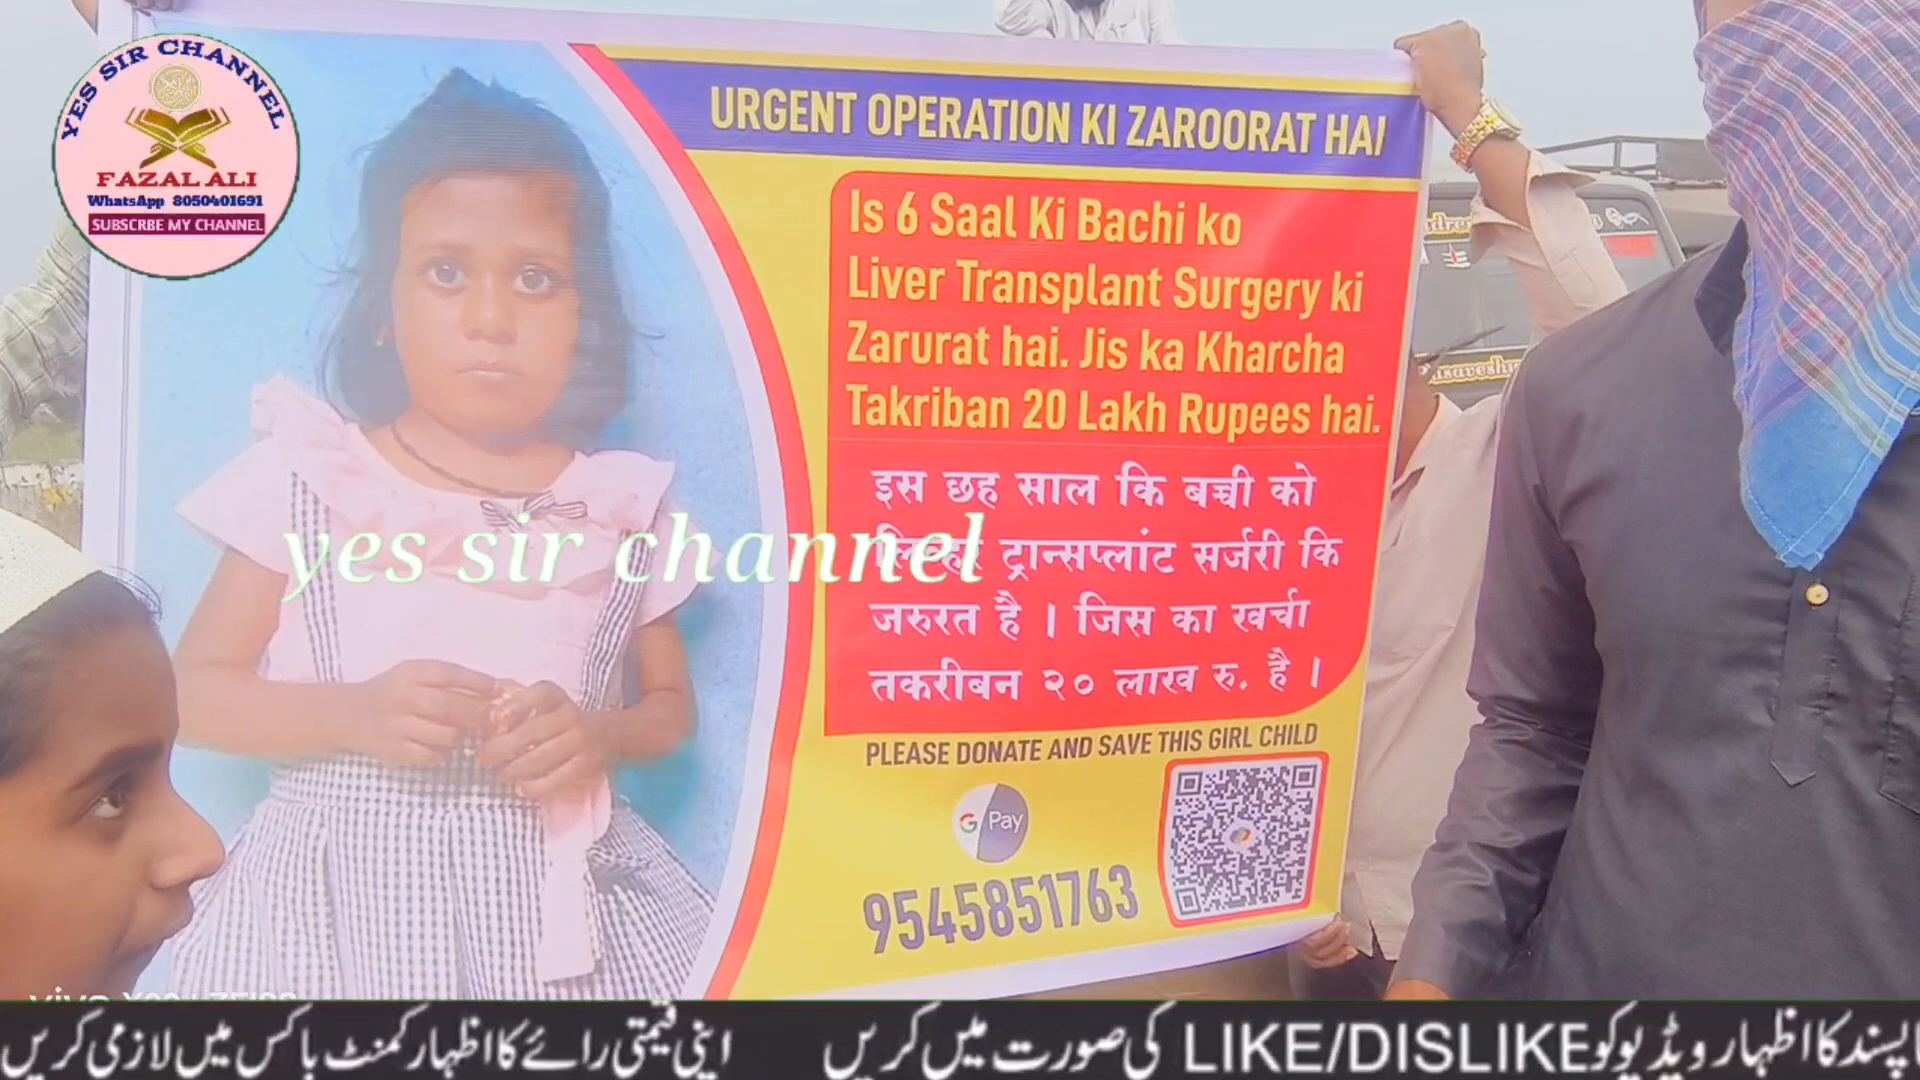 YES SIR CHANNEL
FAZAL ALI
WhatsApp 8050401691
SUBSCRBE MY CHANNEL
URGENT OPERATION KI ZAROORAT HAI
Is 6 Saal Ki Bachi ko
Liver Transplant Surgery ki
Zarurat hai. Jis ka Kharcha
Takriban 20 Lakh Rupees hai.
इस छह साल कि बच्ची को
ट्रान्सप्लांट सर्जरी कि
जरुरत है । जिस का खर्चा
तकरीबन २० लाख रु. है ।
yes sir channel
PLEASE DONATE AND SAVE THIS GIRL CHILD
G Pay
9545851763
پسند کا اظہار ویڈیو کو LIKE/DISLIKE کی صورت میں کریں اپنی قیمتی رائے کا اظہار کمنٹ باکس میں لازمی کریں